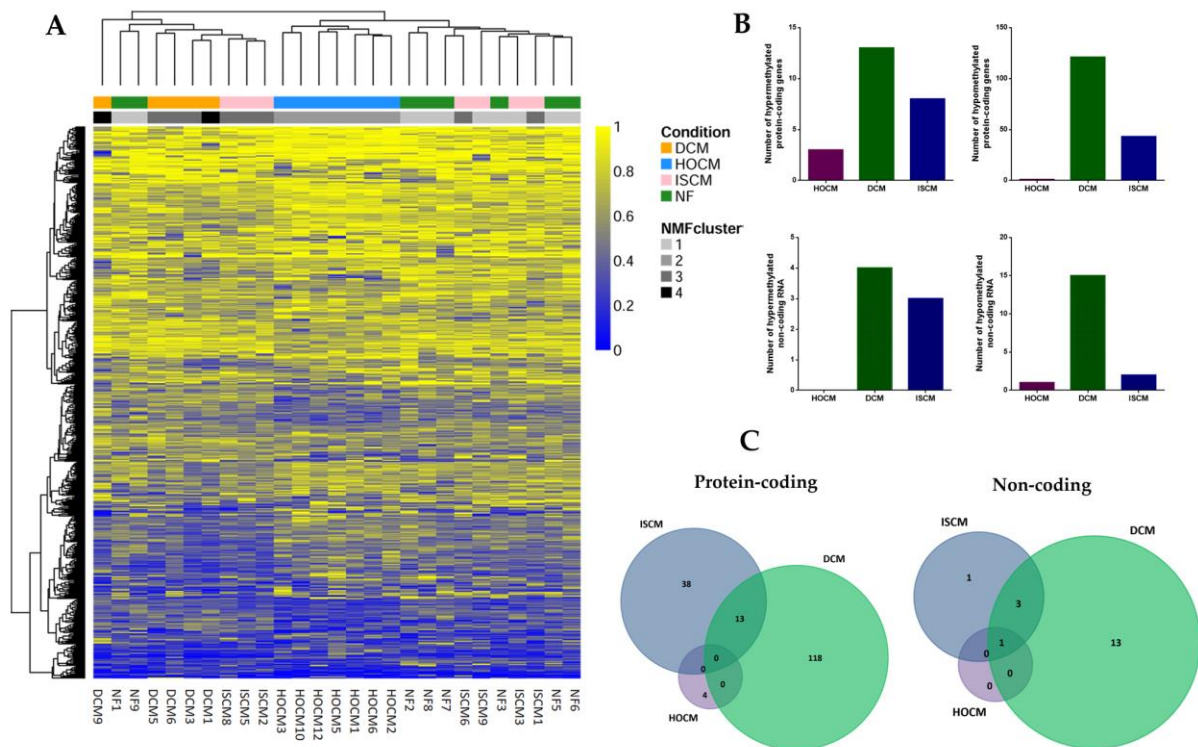 A
Condition
DCM
HOCM
ISCM
NF
NMFcluster
1
2
3
4
1
0.8
0.6
0.4
0.2
0
DCM9
NF1
NF9
DCM5
DCM6
DCM3
DCM1
ISCM8
ISCM5
ISCM2
HOCM3
HOCM10
HOCM12
HOCM5
HOCM1
HOCM6
HOCM2
NF2
NF8
NF7
ISCM6
ISCM9
NF3
ISCM3
ISCM1
NF5
NF6
B
Number of hypermethylated
protein-coding genes
15
10
5
0
HOCM DCM ISCM
Number of hypomethylated
protein-coding genes
150
100
50
0
HOCM DCM ISCM
Number of hypermethylated
non-coding RNA
5
4
3
2
1
0
HOCM DCM ISCM
Number of hypomethylated
non-coding RNA
20
15
10
5
0
HOCM DCM ISCM
C
Protein-coding
ISCM
DCM
38
13
0
0
118
0
4
HOCM
Non-coding
ISCM
DCM
1
3
1
0
13
0
0
HOCM